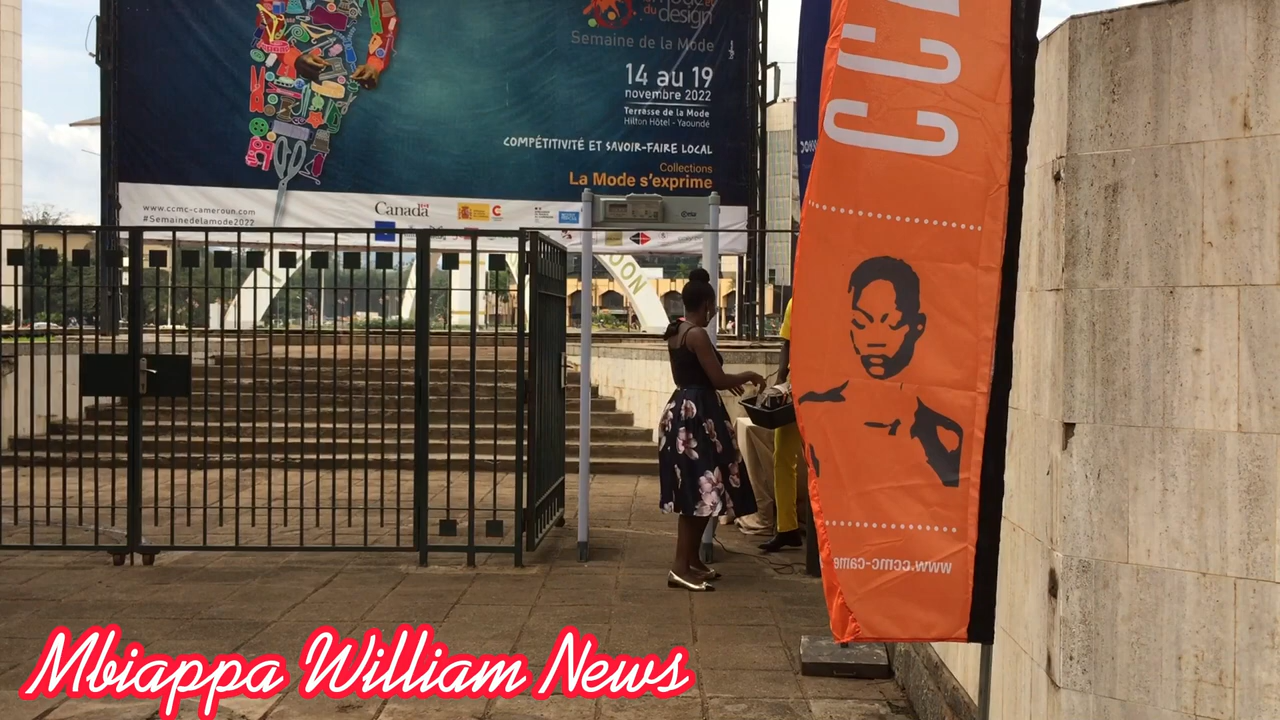 du design
Semaine de la Mode
14 au 19
novembre 2022
Terrasse de la Mode
Hilton Hôtel - Yaoundé
COMPÉTITIVITÉ ET SAVOIR-FAIRE LOCAL
Collections
La Mode s'exprime
www.ccmc-cameroun.com
#Semainedelamode2022
Canada
CC
www.ccmc-came
Mbiappa William News